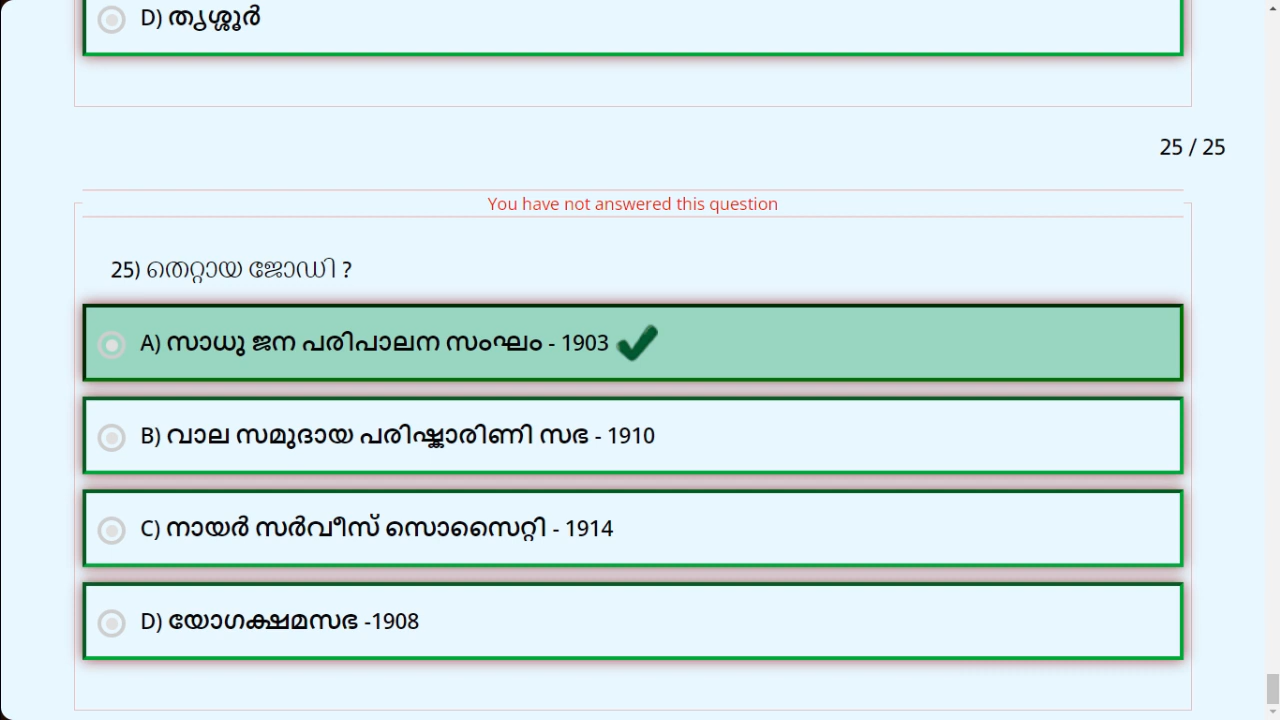 D) തൃശ്ശൂർ
25 / 25
You have not answered this question
25) തെറ്റായ ജോഡി ?
A) സാധു ജന പരിപാലന സംഘം - 1903
B) വാല സമുദായ പരിഷ്കാരിണി സഭ - 1910
C) നായർ സർവീസ് സൊസൈറ്റി - 1914
D) യോഗക്ഷമസഭ -1908